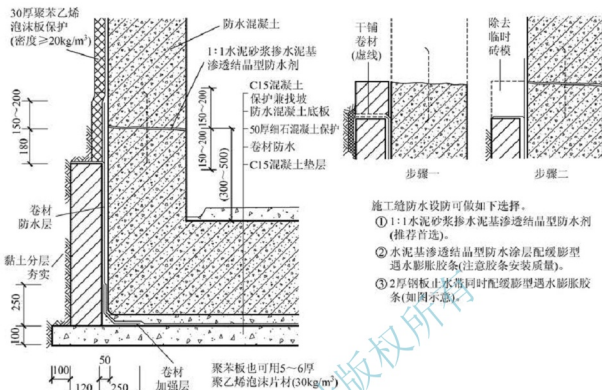 30厚聚苯乙烯
泡沫板保护
(密度≥20kg/m³)
防水混凝土
1:1水泥砂浆掺水泥基
渗透结晶型防水剂
C15混凝土
保护兼找坡
防水混凝土底板
50厚细石混凝土保护
卷材防水
C15混凝土垫层
150~200
180
150~200
150~200
(300~500)
卷材
防水层
黏土分层
夯实
250
100
100
120
50
250
卷材
加强层
聚苯板也可用5~6厚
聚乙烯泡沫片材(30kg/m³)
干铺
卷材
(虚线)
步骤一
除去
临时
砖模
步骤二
施工缝防水设防可做如下选择。
①1:1水泥砂浆掺水泥基渗透结晶型防水剂
(推荐首选)。
②水泥基渗透结晶型防水涂层配缓膨型
遇水膨胀胶条(注意胶条安装质量)。
③2厚钢板止水带同时配缓膨型遇水膨胀胶
条(如图示意)。
版权所有